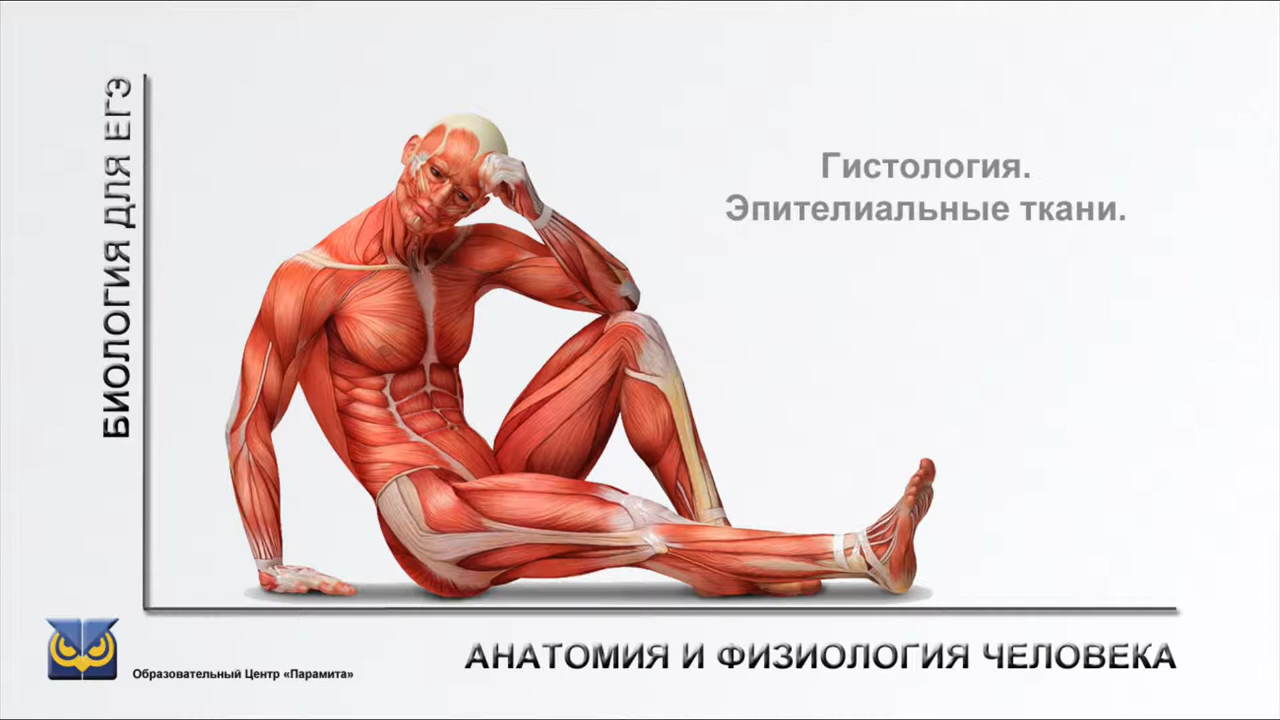 БИОЛОГИЯ ДЛЯ ЕГЭ
Гистология.
Эпителиальные ткани.
АНАТОМИЯ И ФИЗИОЛОГИЯ ЧЕЛОВЕКА
Образовательный Центр «Парамита»